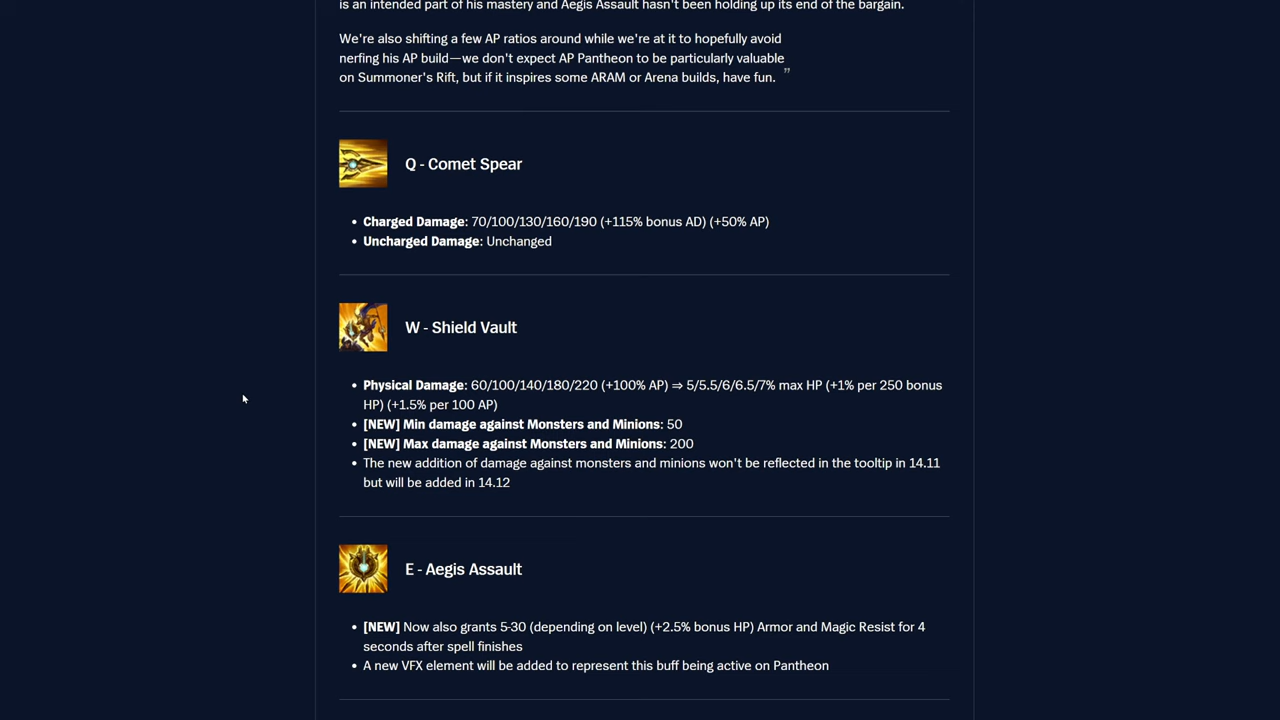 is an intended part of his mastery and Aegis Assault hasn't been holding up its end of the bargain.
We're also shifting a few AP ratios around while we're at it to hopefully avoid
nerfing his AP build—we don't expect AP Pantheon to be particularly valuable
on Summoner's Rift, but if it inspires some ARAM or Arena builds, have fun. ”
Q - Comet Spear
• Charged Damage: 70/100/130/160/190 (+115% bonus AD) (+50% AP)
• Uncharged Damage: Unchanged
W - Shield Vault
• Physical Damage: 60/100/140/180/220 (+100% AP) ⇒ 5/5.5/6/6.5/7% max HP (+1% per 250 bonus
HP) (+1.5% per 100 AP)
• [NEW] Min damage against Monsters and Minions: 50
• [NEW] Max damage against Monsters and Minions: 200
• The new addition of damage against monsters and minions won't be reflected in the tooltip in 14.11
but will be added in 14.12
E - Aegis Assault
• [NEW] Now also grants 5-30 (depending on level) (+2.5% bonus HP) Armor and Magic Resist for 4
seconds after spell finishes
• A new VFX element will be added to represent this buff being active on Pantheon